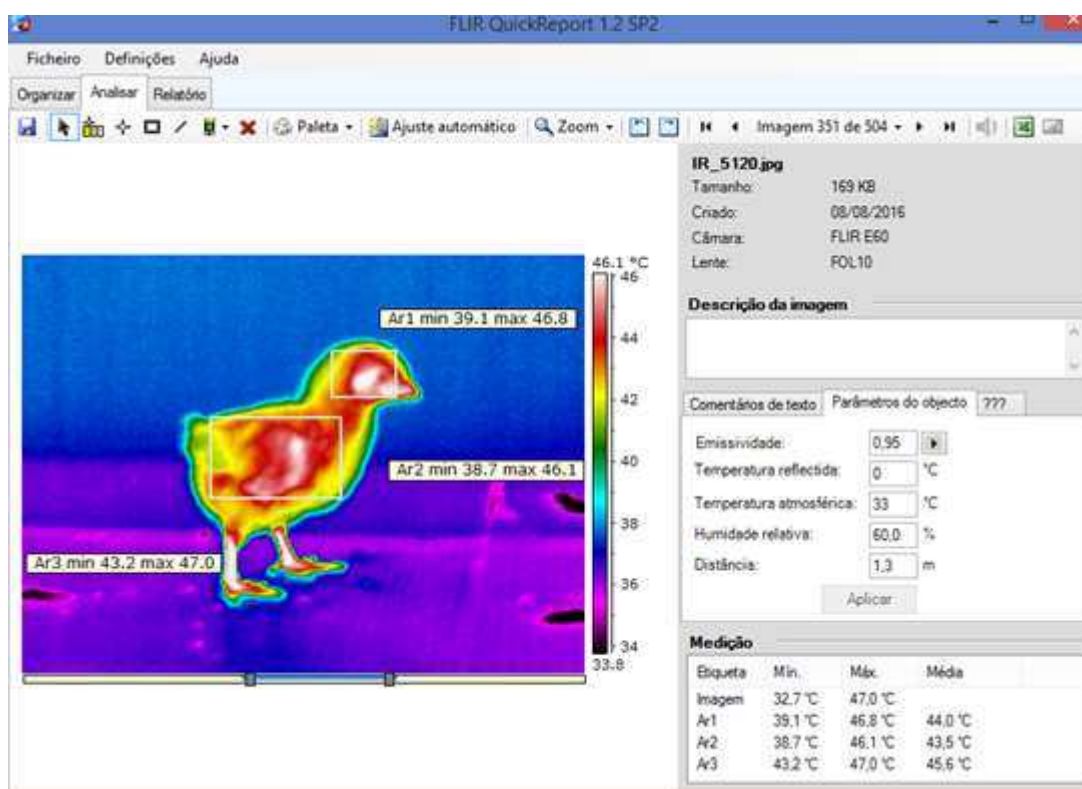 FLIR QuickReport 1.2 SP2
Ficheiro Definições Ajuda
Organizar Analisar Relatório
Paleta Ajuste automático Zoom Imagem 351 de 504
IR_5120.jpg
Tamanho: 169 KB
Criado: 08/08/2016
Câmara: FLIR E60
Lente: FOL10
Descrição da imagem
Comentários de texto Parâmetros do objecto ???
Emissividade: 0,95
Temperatura reflectida: 0 °C
Temperatura atmosférica: 33 °C
Humidade relativa: 60,0 %
Distância: 1,3 m
Aplicar
Medição
Etiqueta Mín. Máx. Média
Imagem 32,7 °C 47,0 °C
Ar1 39,1 °C 46,8 °C 44,0 °C
Ar2 38,7 °C 46,1 °C 43,5 °C
Ar3 43,2 °C 47,0 °C 45,6 °C
46.1 °C
46
44
42
40
38
36
34
33.8
Ar1 min 39.1 max 46.8
Ar2 min 38.7 max 46.1
Ar3 min 43.2 max 47.0